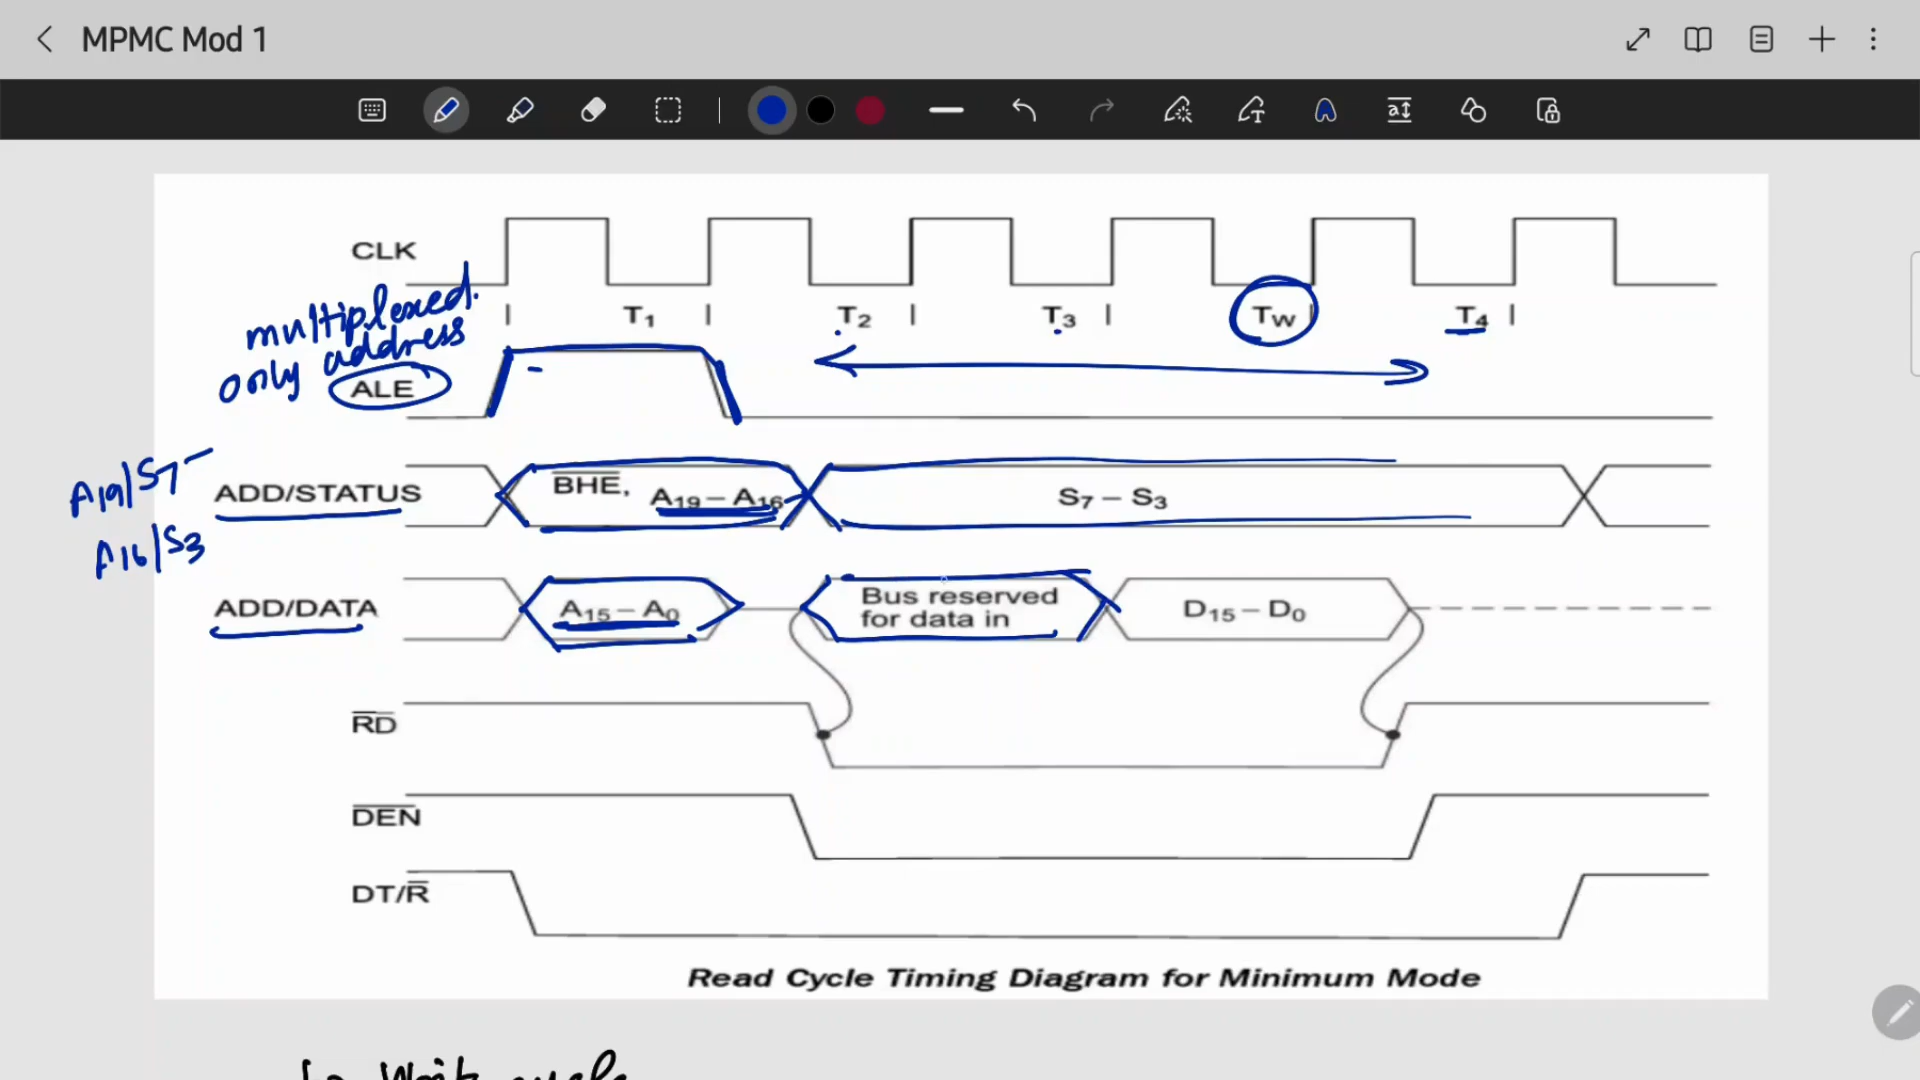 MPMC Mod 1
CLK
T1 T2 T3 TW T4
multiplexed.
only address
ALE
A19/S7
ADD/STATUS BHE, A19 – A16 S7 – S3
A16/S3
ADD/DATA A15 – A0 Bus reserved for data in D15 – D0
RD
DEN
DT/R
Read Cycle Timing Diagram for Minimum Mode